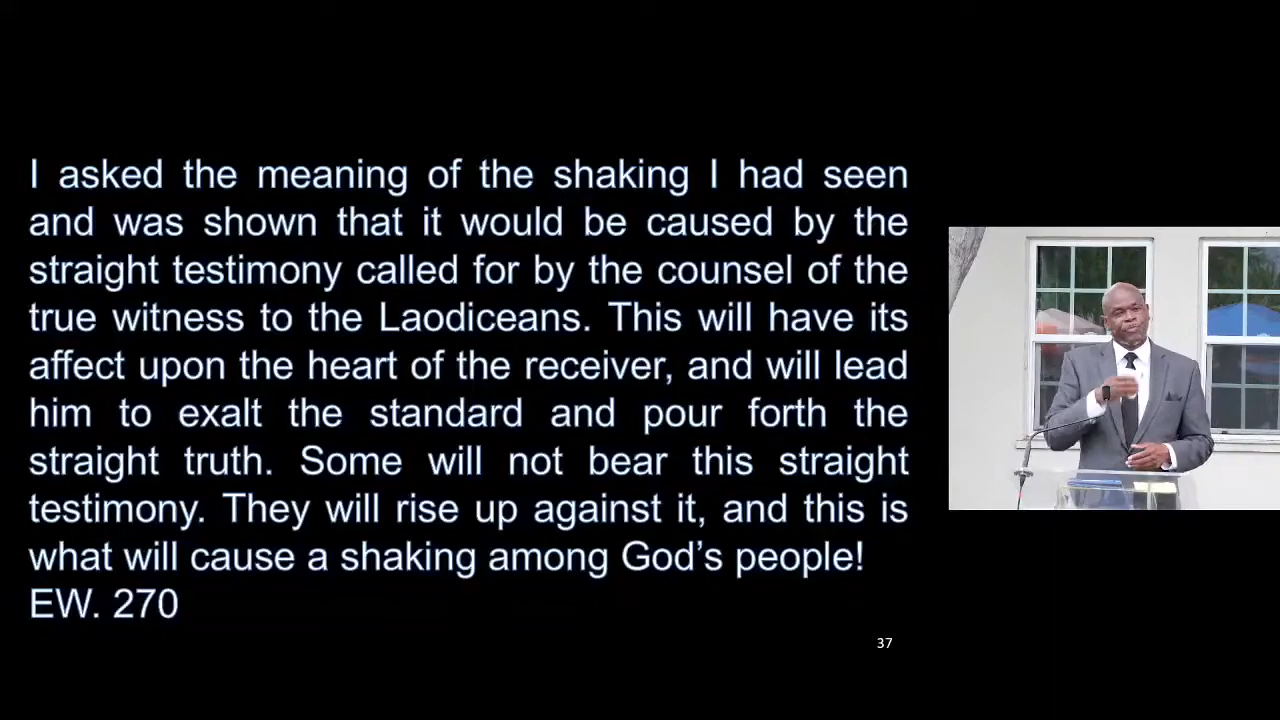 I asked the meaning of the shaking I had seen
and was shown that it would be caused by the
straight testimony called for by the counsel of the
true witness to the Laodiceans. This will have its
affect upon the heart of the receiver, and will lead
him to exalt the standard and pour forth the
straight truth. Some will not bear this straight
testimony. They will rise up against it, and this is
what will cause a shaking among God’s people!
EW. 270
37